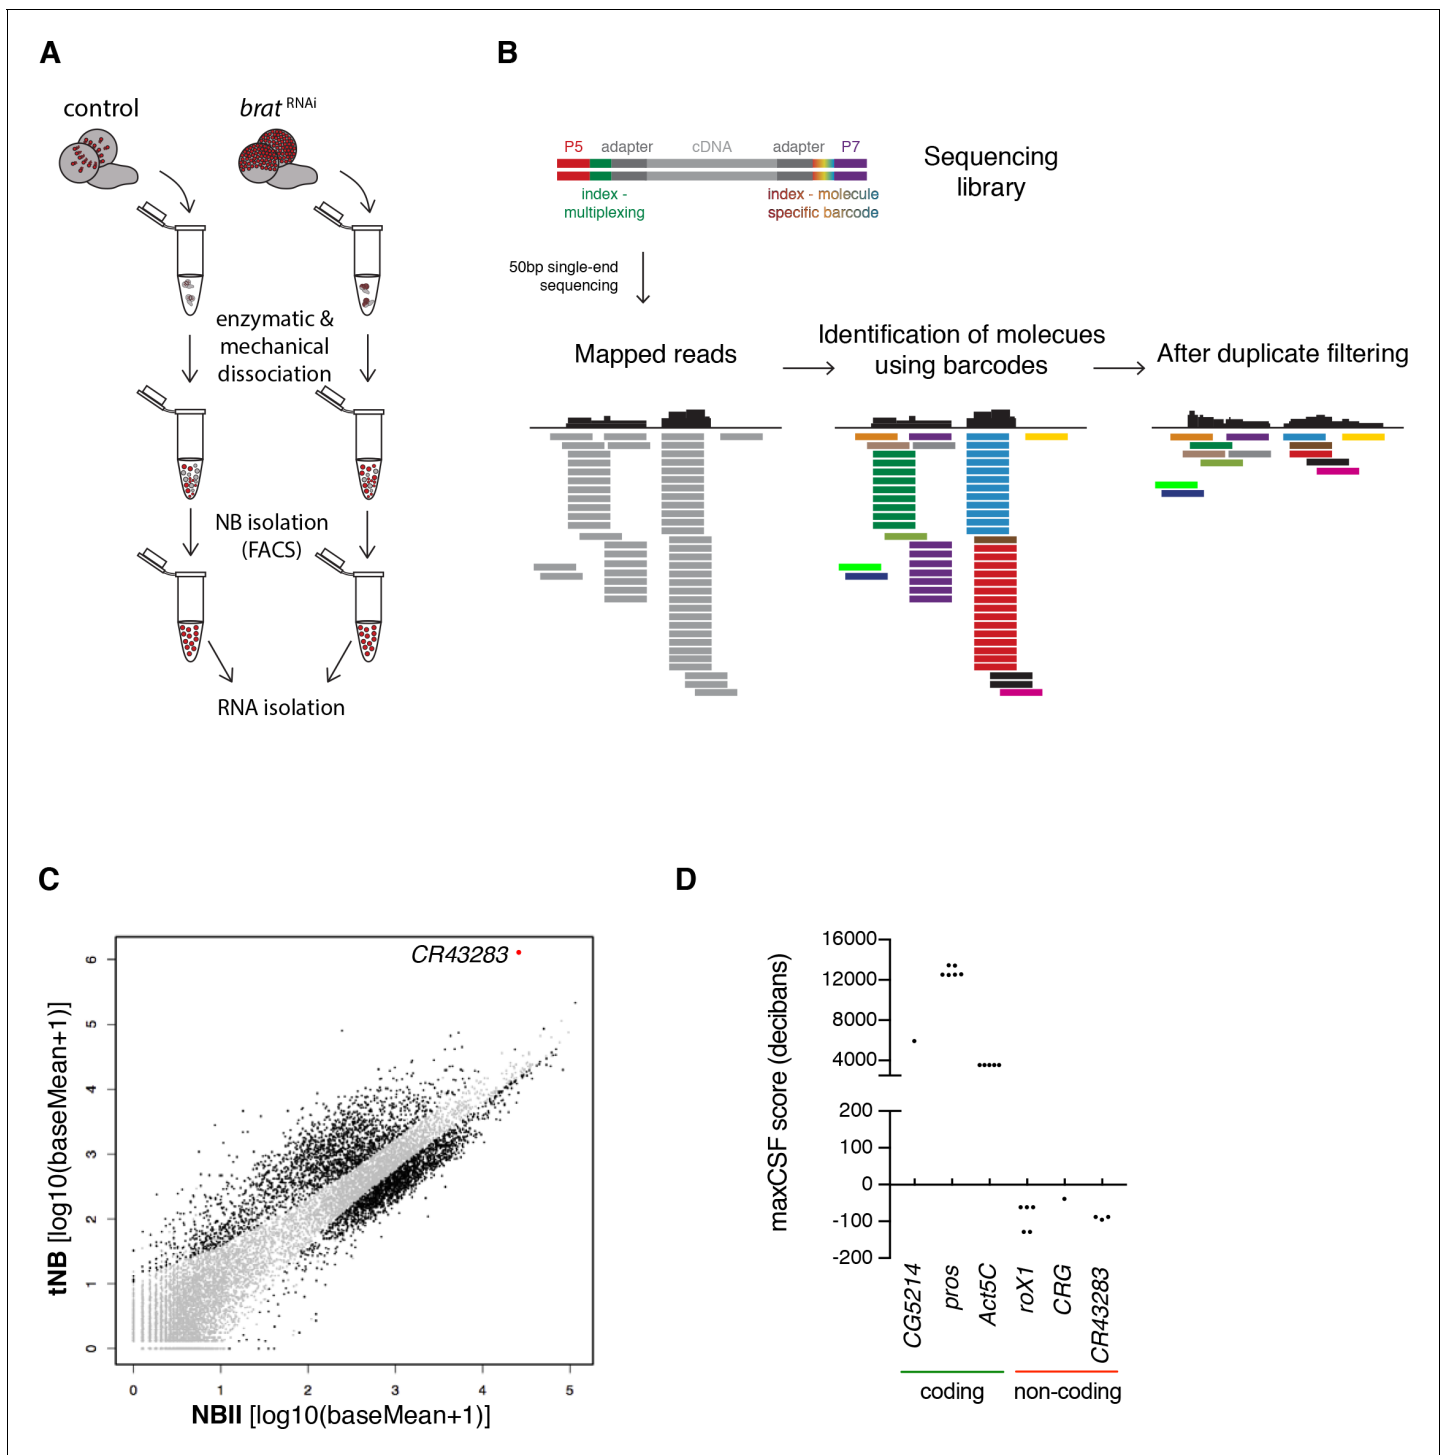 A
control
brat RNAi
enzymatic &
mechanical
dissociation
NB isolation
(FACS)
RNA isolation
B
P5 adapter cDNA adapter P7
index -
multiplexing
index - molecule
specific barcode
Sequencing
library
50bp single-end
sequencing
Mapped reads
Identification of molecues
using barcodes
After duplicate filtering
C
CR43283
6
5
4
3
2
1
0
tNB [log10(baseMean+1)]
0 1 2 3 4 5
NBII [log10(baseMean+1)]
D
maxCSF score (decibans)
16000
12000
8000
4000
200
100
0
-100
-200
CG5214
pros
Act5C
roX1
CRG
CR43283
coding
non-coding